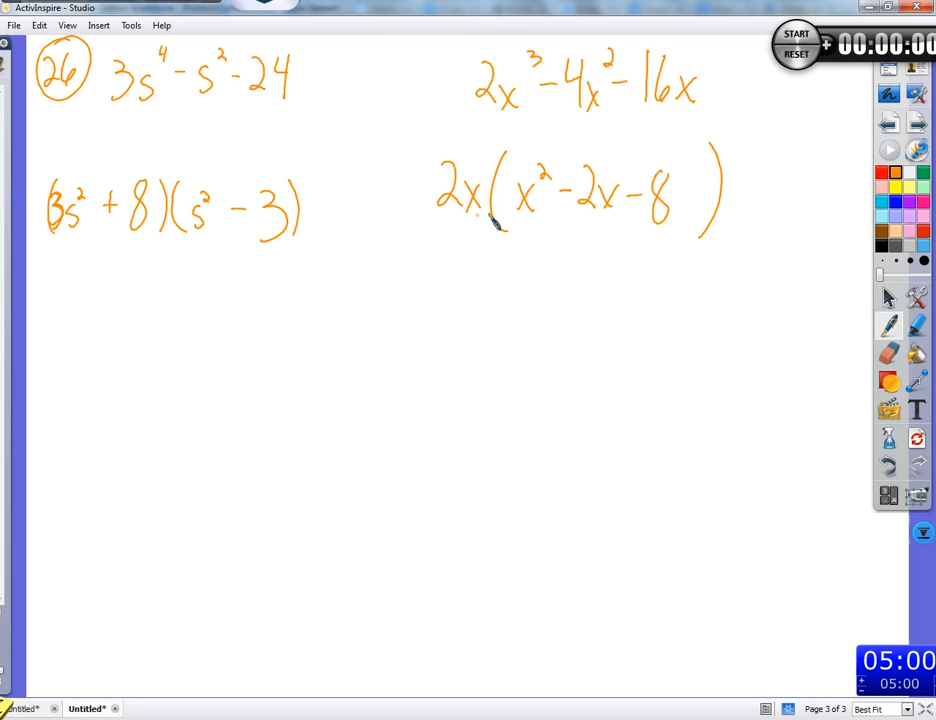 ActivInspire - Studio
File Edit View Insert Tools Help
START
RESET
00:00:00
26 3s⁴ - s² - 24
2x³ - 4x² - 16x
(3s² + 8)(s² - 3)
2x(x² - 2x - 8)
05:00
05:00
ntitled* Untitled*
Page 3 of 3 Best Fit